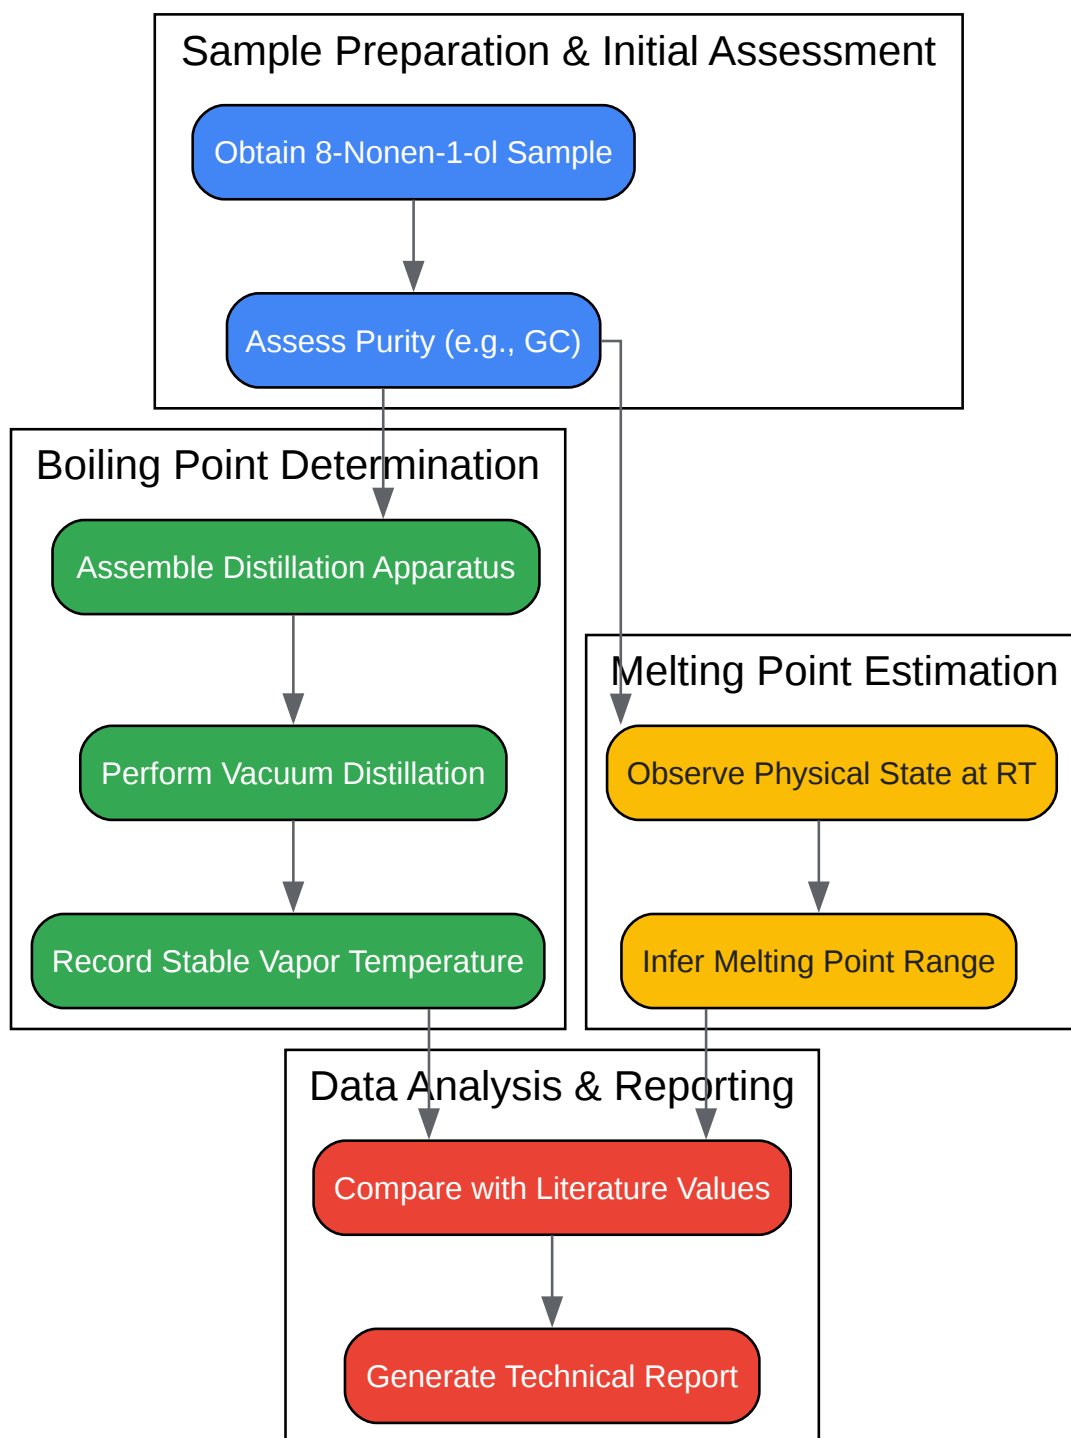 Sample Preparation & Initial Assessment
Obtain 8-Nonen-1-ol Sample
Assess Purity (e.g., GC)
Boiling Point Determination
Assemble Distillation Apparatus
Perform Vacuum Distillation
Record Stable Vapor Temperature
Melting Point Estimation
Observe Physical State at RT
Infer Melting Point Range
Data Analysis & Reporting
Compare with Literature Values
Generate Technical Report